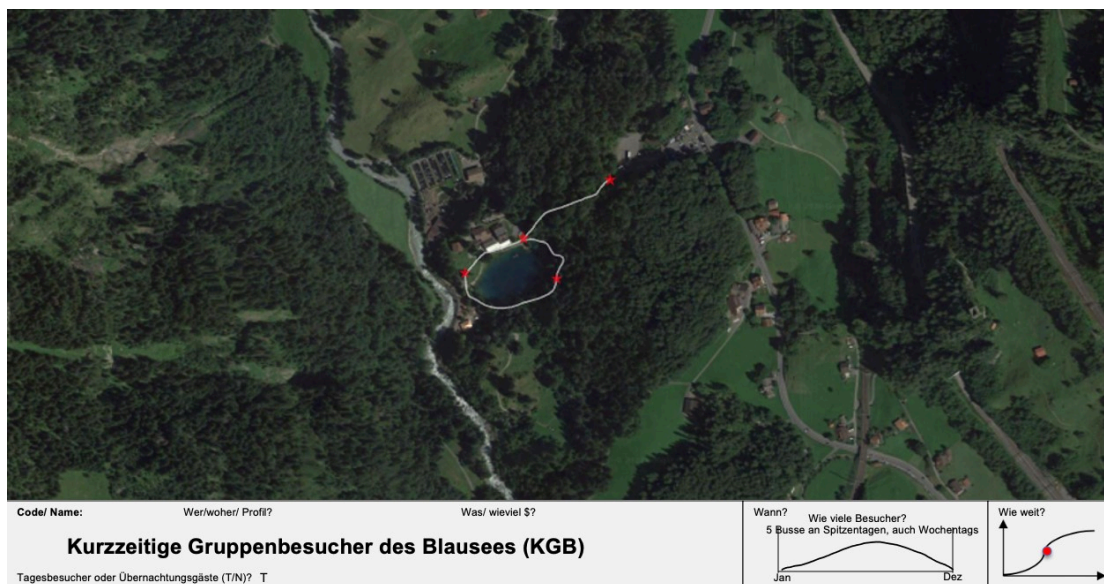 Code/ Name:
Wer/woher/ Profil?
Was/ wieviel $?
Kurzzeitige Gruppenbesucher des Blausees (KGB)
Tagesbesucher oder Übernachtungsgäste (T/N)? T
Wann?
Wie viele Besucher?
5 Busse an Spitzentagen, auch Wochentags
Jan
Dez
Wie weit?